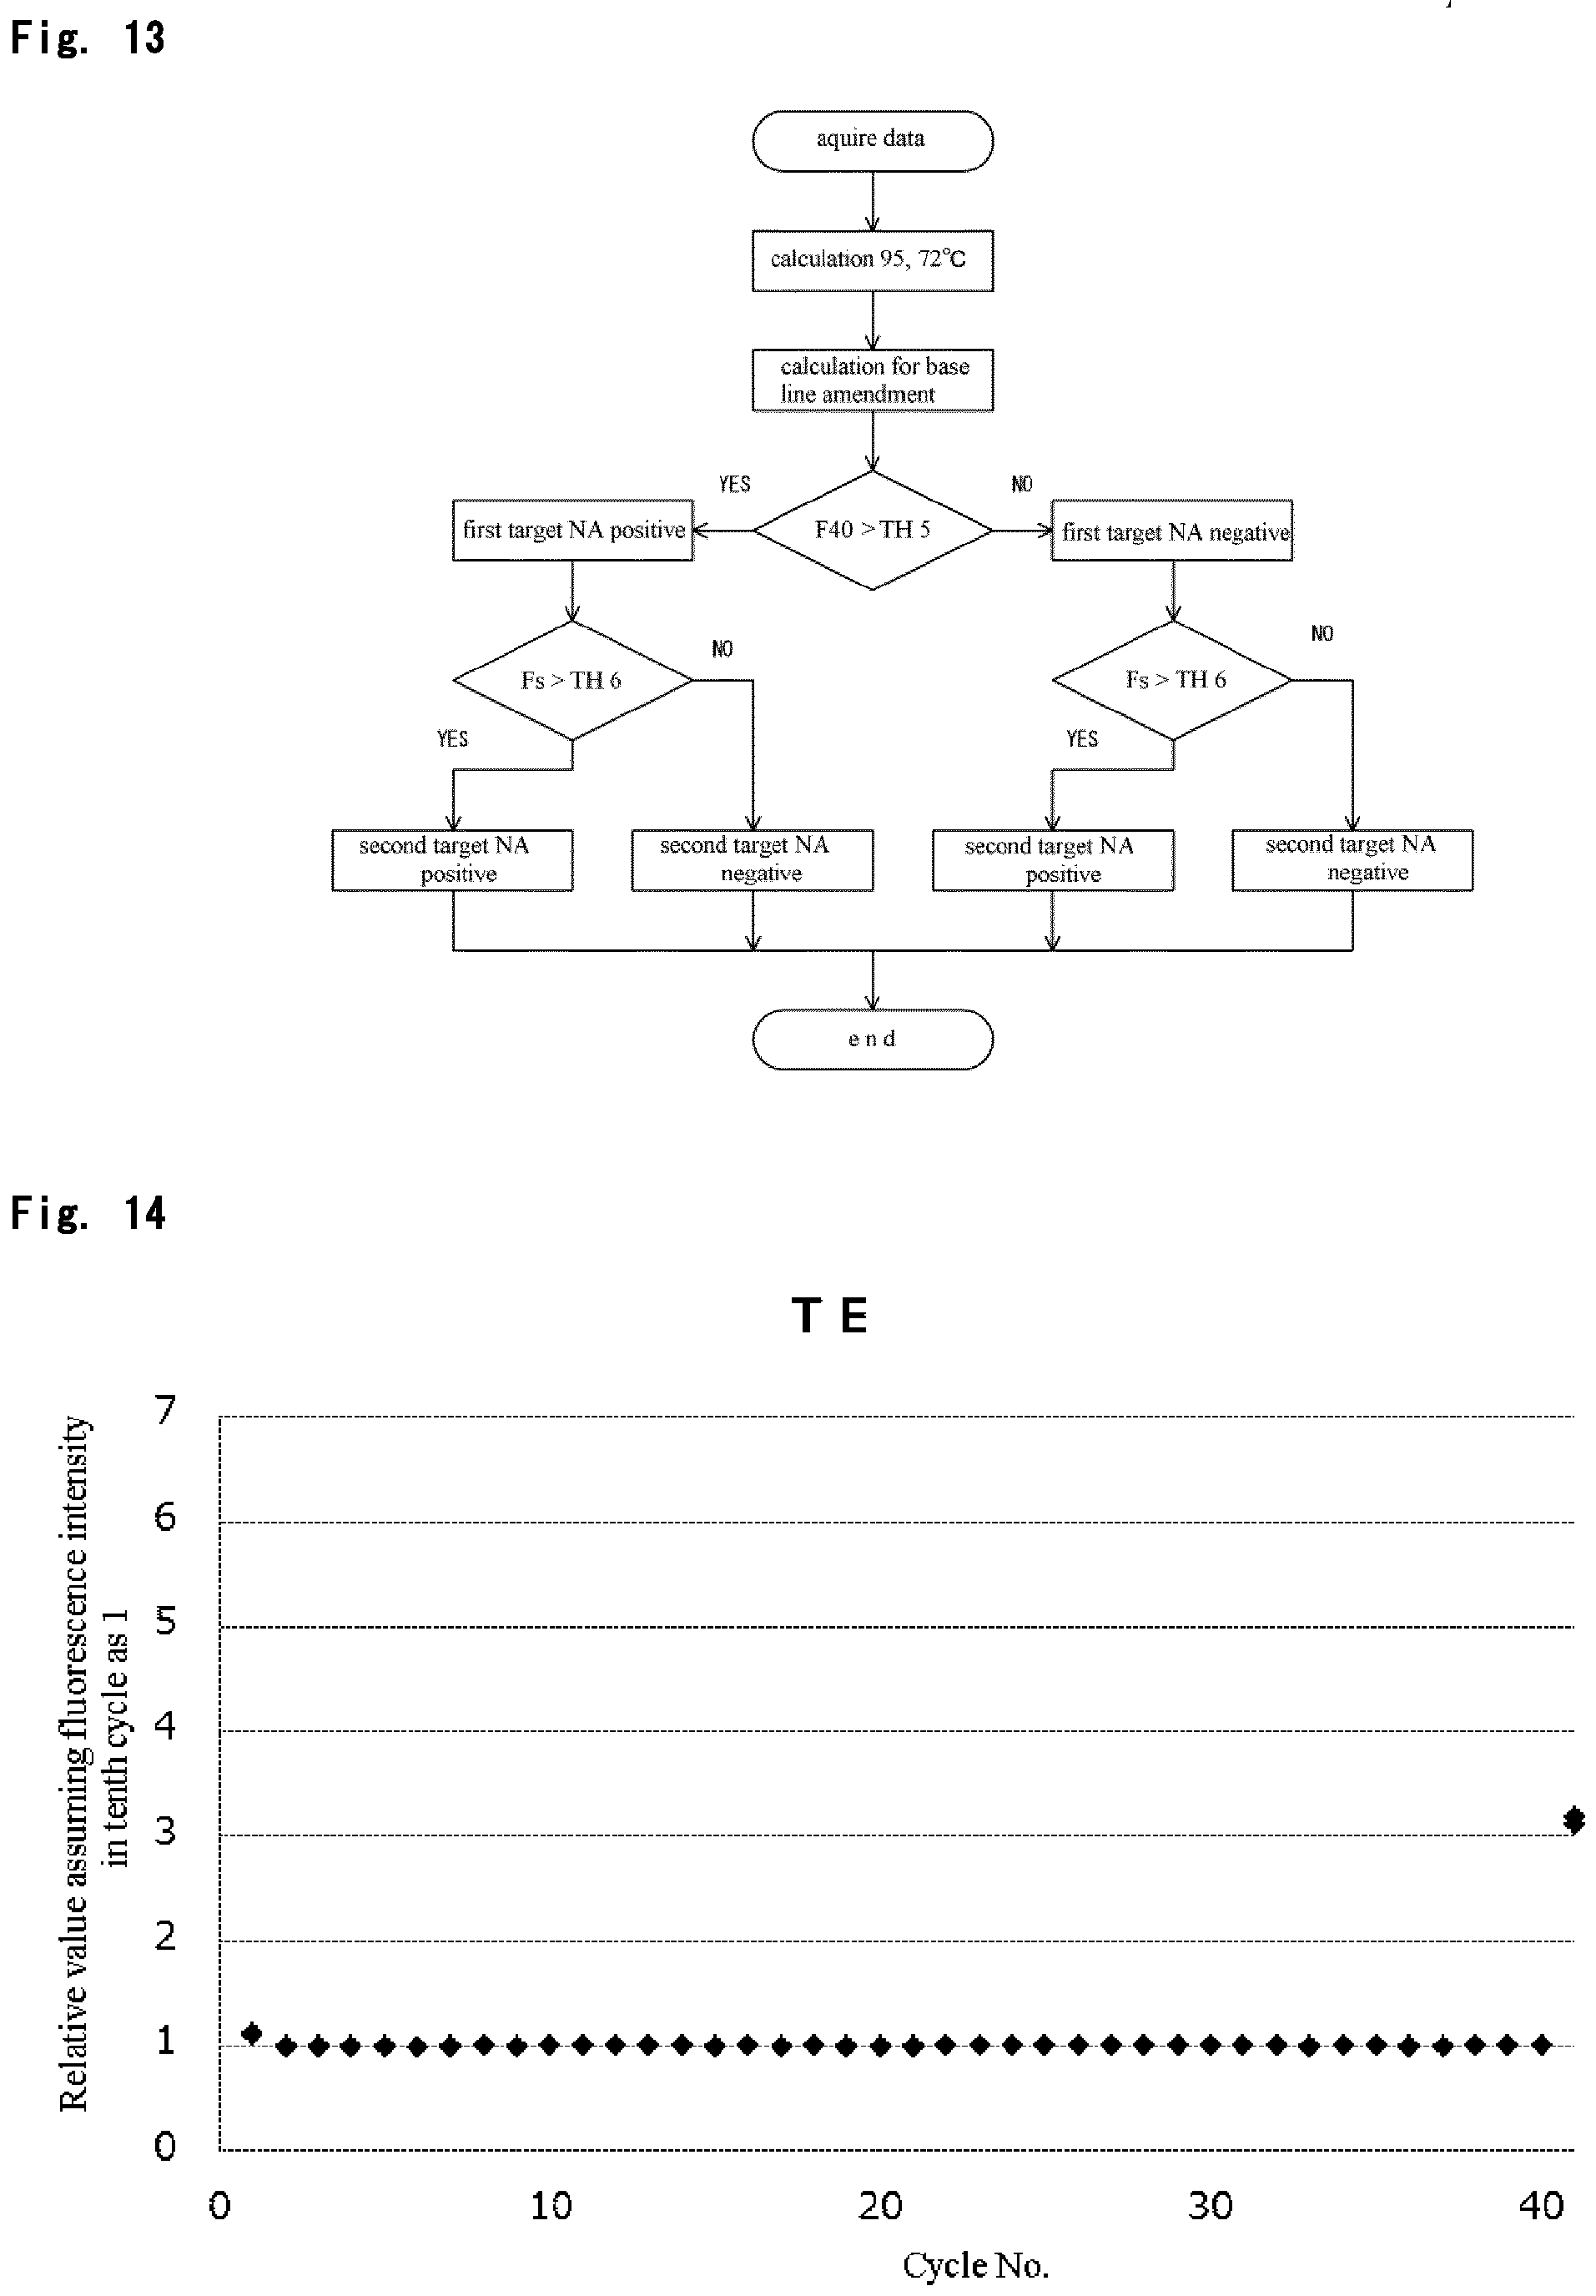 Fig. 13
aquire data
calculation 95, 72℃
calculation for base
line amendment
YES
NO
first target NA positive
F40 > TH 5
first target NA negative
NO
NO
Fs > TH 6
Fs > TH 6
YES
YES
second target NA
positive
second target NA
negative
second target NA
positive
second target NA
negative
e n d
Fig. 14
T E
Relative value assuming fluorescence intensity
in tenth cycle as 1
7
6
5
4
3
2
1
0
0 10 20 30 40
Cycle No.